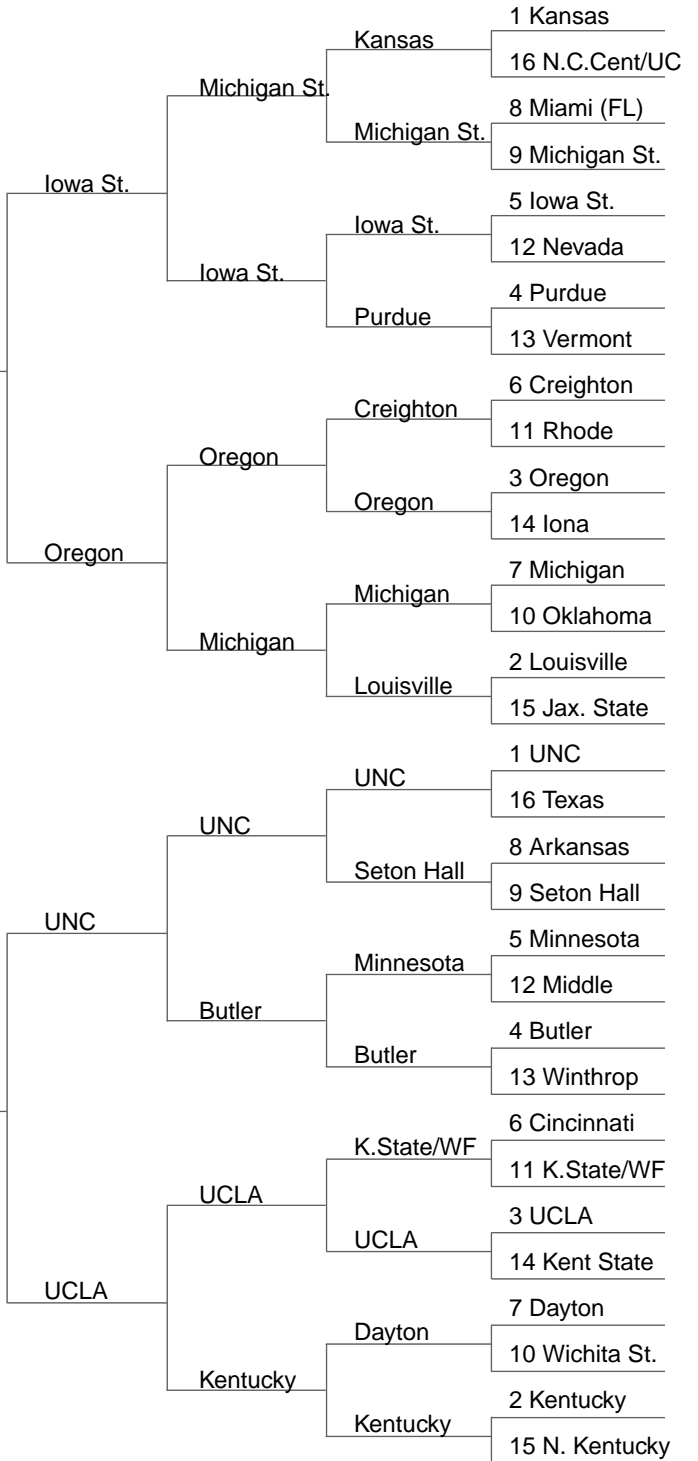 1 Kansas
Kansas
16 N.C.Cent/UC
Michigan St.
8 Miami (FL)
Michigan St.
9 Michigan St.
Iowa St.
5 Iowa St.
Iowa St.
12 Nevada
Iowa St.
4 Purdue
Purdue
13 Vermont
6 Creighton
Creighton
11 Rhode
Oregon
3 Oregon
Oregon
14 Iona
Oregon
7 Michigan
Michigan
10 Oklahoma
Michigan
2 Louisville
Louisville
15 Jax. State
1 UNC
UNC
16 Texas
UNC
8 Arkansas
Seton Hall
9 Seton Hall
UNC
5 Minnesota
Minnesota
12 Middle
Butler
4 Butler
Butler
13 Winthrop
6 Cincinnati
K.State/WF
11 K.State/WF
UCLA
3 UCLA
UCLA
14 Kent State
UCLA
7 Dayton
Dayton
10 Wichita St.
Kentucky
2 Kentucky
Kentucky
15 N. Kentucky